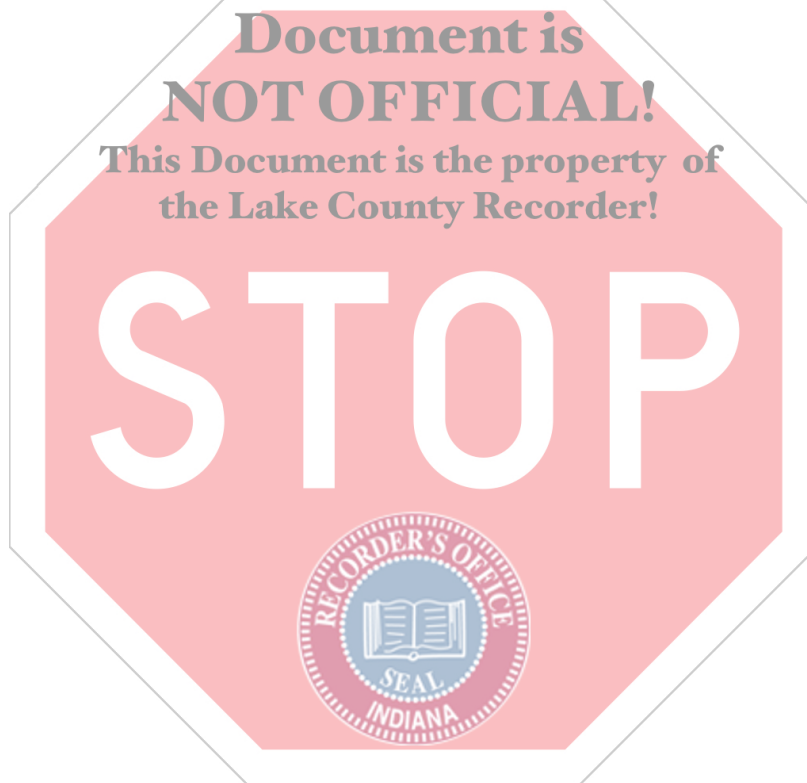 Document is
NOT OFFICIAL!
This Document is the property of
the Lake County Recorder!
STOP
RECORDER'S OFFICE
SEAL
INDIANA